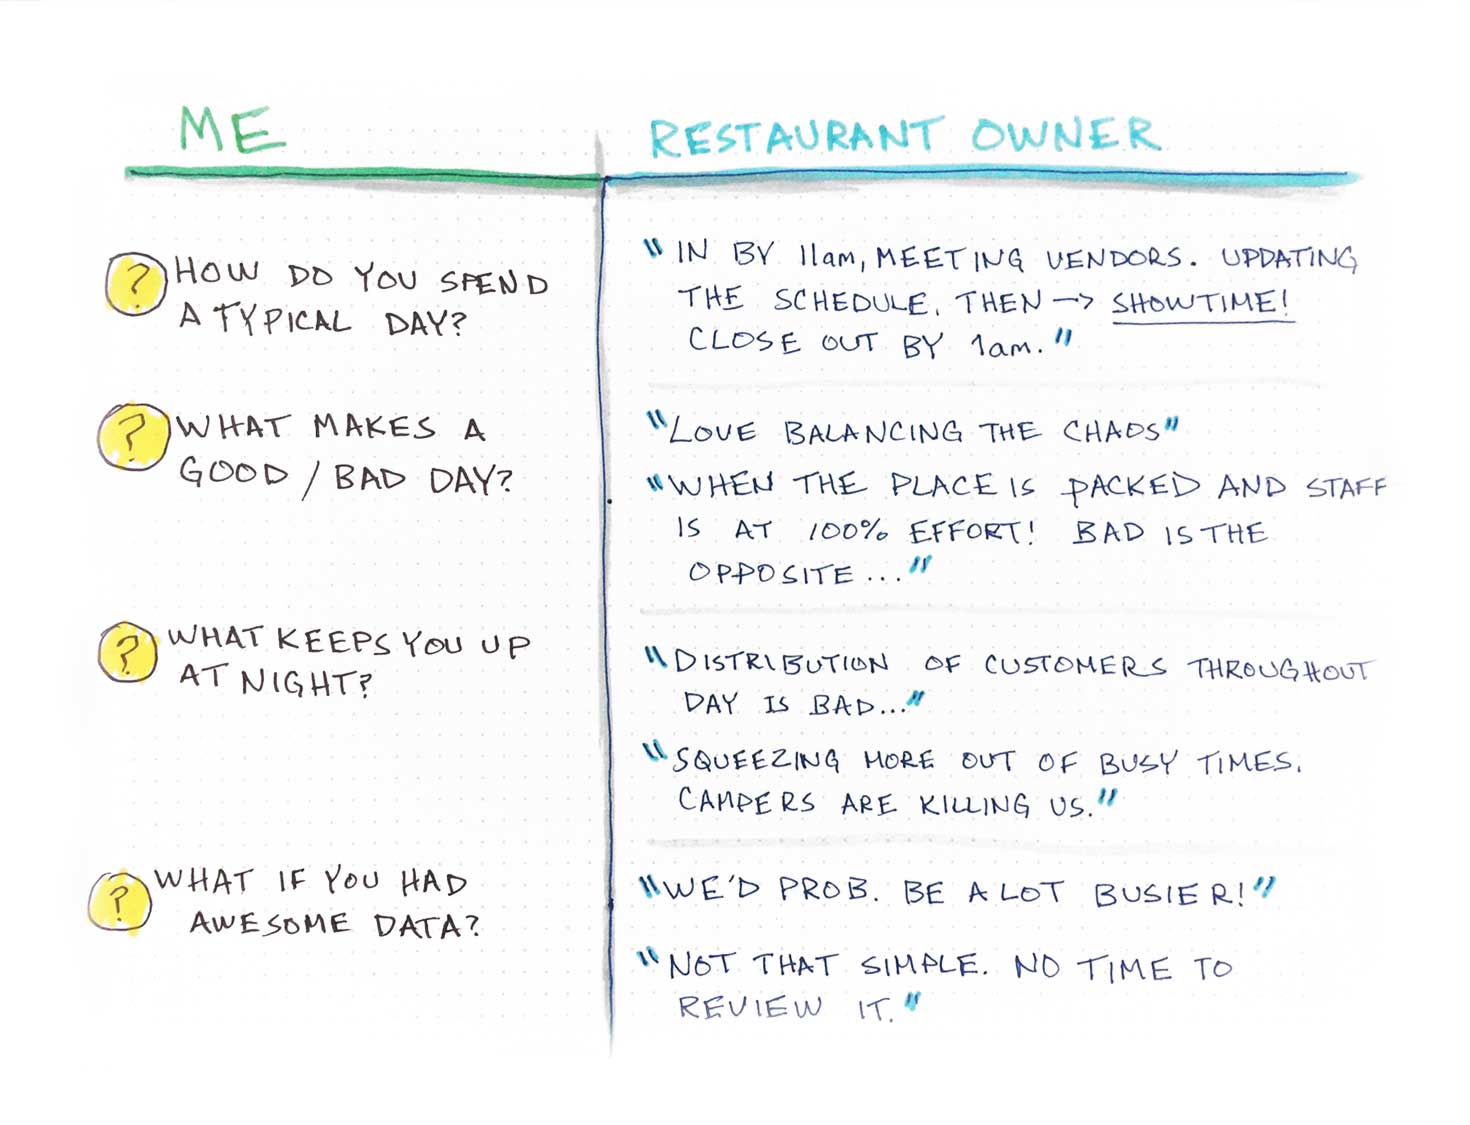 ME
RESTAURANT OWNER
? HOW DO YOU SPEND
A TYPICAL DAY?
"IN BY 11am, MEETING VENDORS. UPDATING
THE SCHEDULE. THEN → SHOWTIME!
CLOSE OUT BY 1am."
? WHAT MAKES A
GOOD / BAD DAY?
"LOVE BALANCING THE CHAOS"
"WHEN THE PLACE IS PACKED AND STAFF
IS AT 100% EFFORT! BAD IS THE
OPPOSITE..."
? WHAT KEEPS YOU UP
AT NIGHT?
"DISTRIBUTION OF CUSTOMERS THROUGHOUT
DAY IS BAD..."
"SQUEEZING MORE OUT OF BUSY TIMES.
CAMPERS ARE KILLING US."
? WHAT IF YOU HAD
AWESOME DATA?
"WE'D PROB. BE A LOT BUSIER!"
"NOT THAT SIMPLE. NO TIME TO
REVIEW IT."